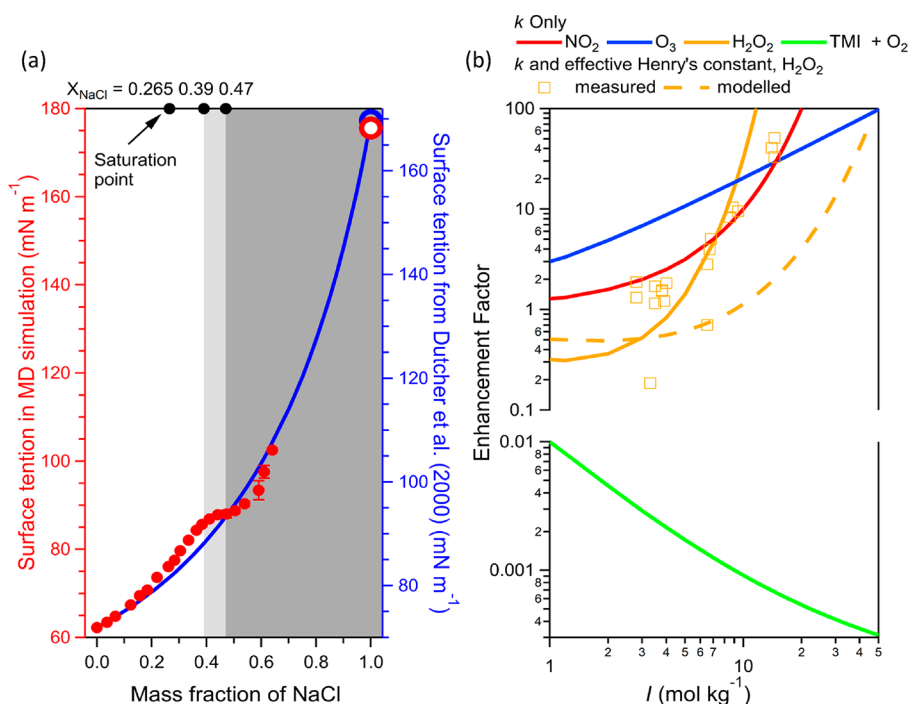 (a)
X_NaCl = 0.265 0.39 0.47
Saturation
point
180
160
140
120
100
80
60
Surface tention in MD simulation (mN m⁻¹)
160
140
120
100
80
Surface tention from Dutcher et al. (2000) (mN m⁻¹)
0.0 0.2 0.4 0.6 0.8 1.0
Mass fraction of NaCl
k Only
NO₂ O₃ H₂O₂ TMI + O₂
(b) k and effective Henry's constant, H₂O₂
measured modelled
100
6
4
2
10
6
4
2
1
6
4
2
0.1
0.01
8
6
4
2
0.001
8
6
4
Enhancement Factor
1 2 3 4 5 6 7 10 2 3 4 5
I (mol kg⁻¹)